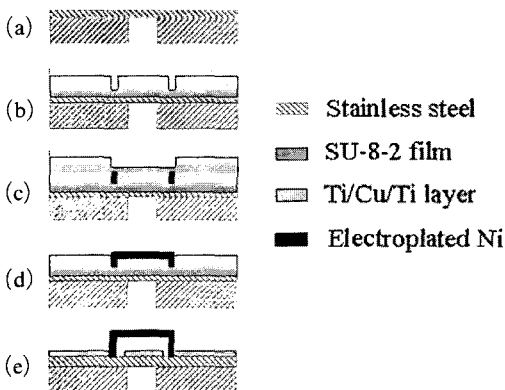 (a)
(b)
(c)
(d)
(e)
Stainless steel
SU-8-2 film
Ti/Cu/Ti layer
Electroplated Ni